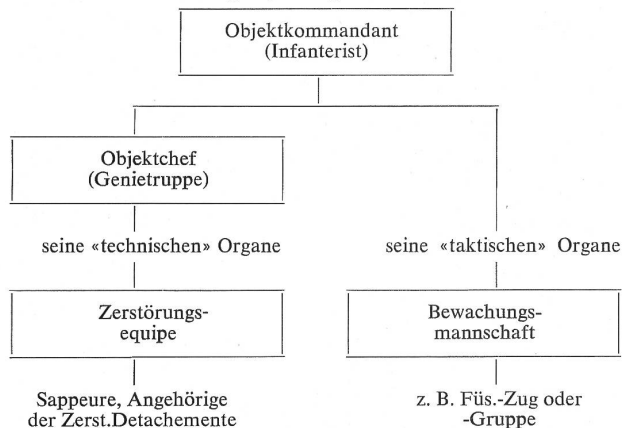 Objektkommandant
(Infanterist)
Objektchef
(Genietruppe)
seine «technischen» Organe
seine «taktischen» Organe
Zerstörungs-
equipe
Bewachungs-
mannschaft
Sappeure, Angehörige
der Zerst.Detachemente
z. B. Füs.-Zug oder
-Gruppe